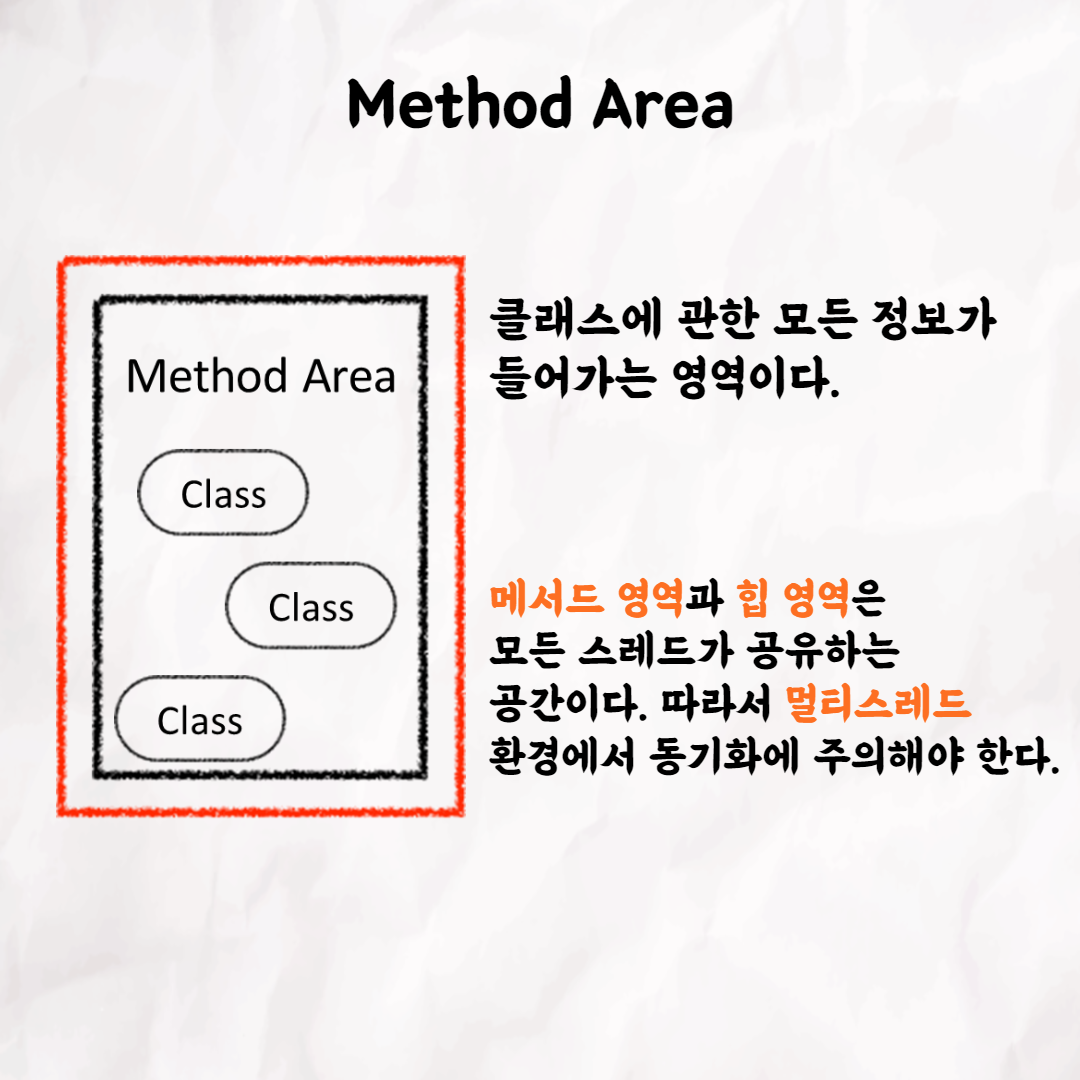 Method Area
Method Area
Class
Class
Class
클래스에 관한 모든 정보가
들어가는 영역이다.
메서드 영역과 힙 영역은
모든 스레드가 공유하는
공간이다. 따라서 멀티스레드
환경에서 동기화에 주의해야 한다.